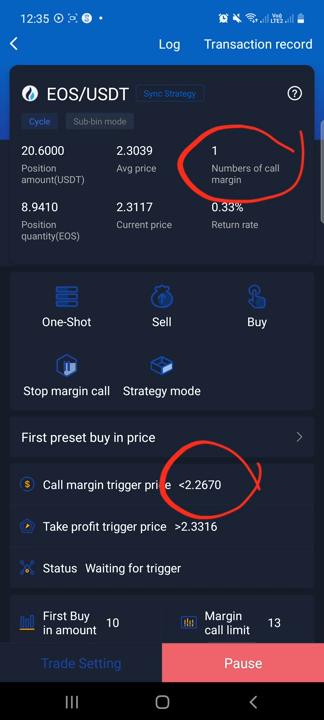 12:35
Log Transaction record
EOS/USDT Sync Strategy
Cycle Sub-bin mode
20.6000 2.3039 1
Position Avg price Numbers of call
amount(USDT) margin
8.9410 2.3117 0.33%
Position Current price Return rate
quantity(EOS)
One-Shot Sell Buy
Stop margin call Strategy mode
First preset buy in price
Call margin trigger price <2.2670
Take profit trigger price >2.3316
Status Waiting for trigger
First Buy 10 Margin 13
in amount call limit
Trade Setting Pause